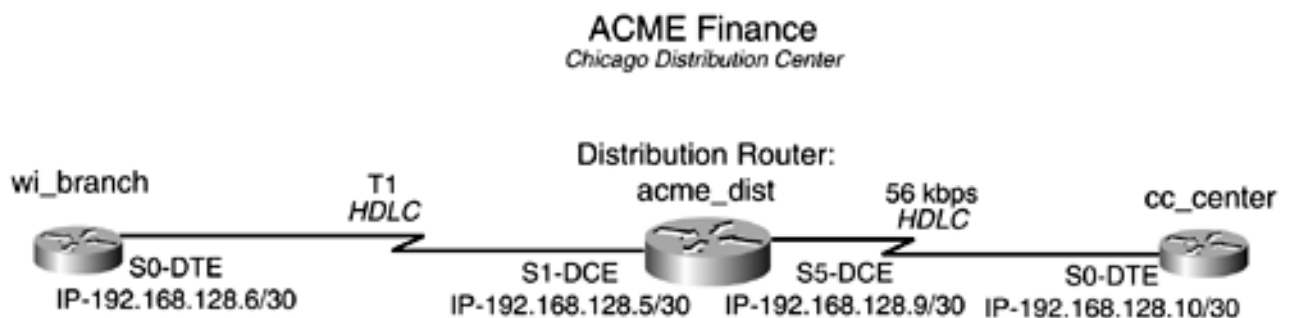 ACME Finance
Chicago Distribution Center
Distribution Router:
acme_dist
wi_branch
T1
HDLC
56 kbps
HDLC
cc_center
S0-DTE
IP-192.168.128.6/30
S1-DCE
IP-192.168.128.5/30
S5-DCE
IP-192.168.128.9/30
S0-DTE
IP-192.168.128.10/30